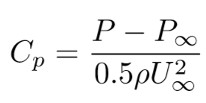 $C_p = \frac{P - P_\infty}{0.5 \rho U_\infty^2}$